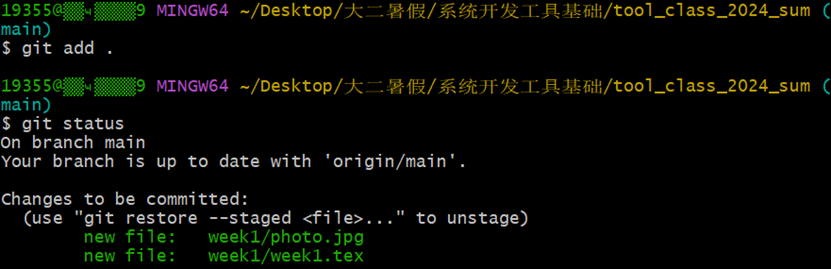 19355@9 MINGW64 ~/Desktop/大二暑假/系统开发工具基础/tool_class_2024_sum (
main)
$ git add .
19355@9 MINGW64 ~/Desktop/大二暑假/系统开发工具基础/tool_class_2024_sum (
main)
$ git status
On branch main
Your branch is up to date with 'origin/main'.
Changes to be committed:
  (use "git restore --staged <file>..." to unstage)
        new file:   week1/photo.jpg
        new file:   week1/week1.tex